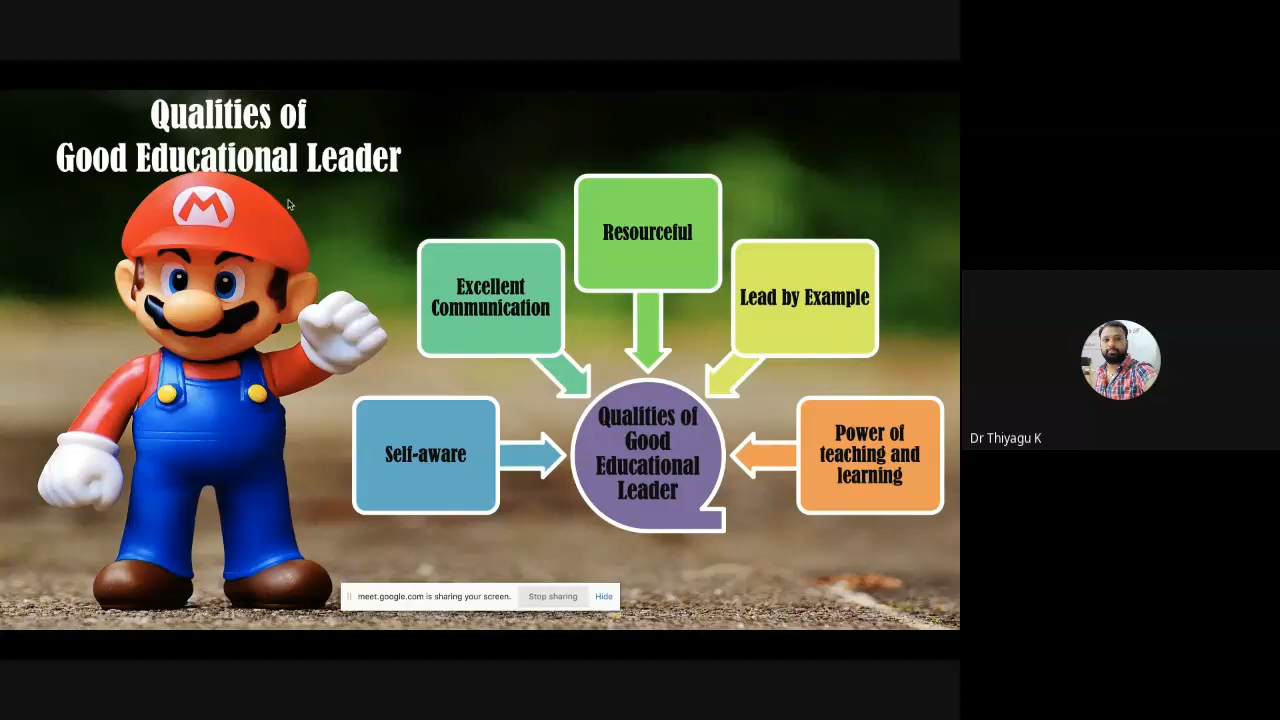 Qualities of
Good Educational Leader
M
Resourceful
Excellent
Communication
Lead by Example
Self-aware
Qualities of
Good
Educational
Leader
Power of
teaching and
learning
meet.google.com is sharing your screen.
Stop sharing
Hide
Dr Thiyagu K